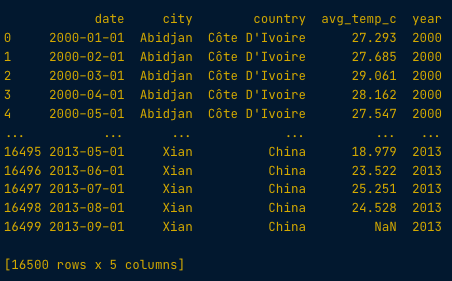 date city country avg_temp_c year
0 2000-01-01 Abidjan Côte D'Ivoire 27.293 2000
1 2000-02-01 Abidjan Côte D'Ivoire 27.685 2000
2 2000-03-01 Abidjan Côte D'Ivoire 29.061 2000
3 2000-04-01 Abidjan Côte D'Ivoire 28.162 2000
4 2000-05-01 Abidjan Côte D'Ivoire 27.547 2000
... ... ... ... ... ...
16495 2013-05-01 Xian China 18.979 2013
16496 2013-06-01 Xian China 23.522 2013
16497 2013-07-01 Xian China 25.251 2013
16498 2013-08-01 Xian China 24.528 2013
16499 2013-09-01 Xian China NaN 2013
[16500 rows x 5 columns]